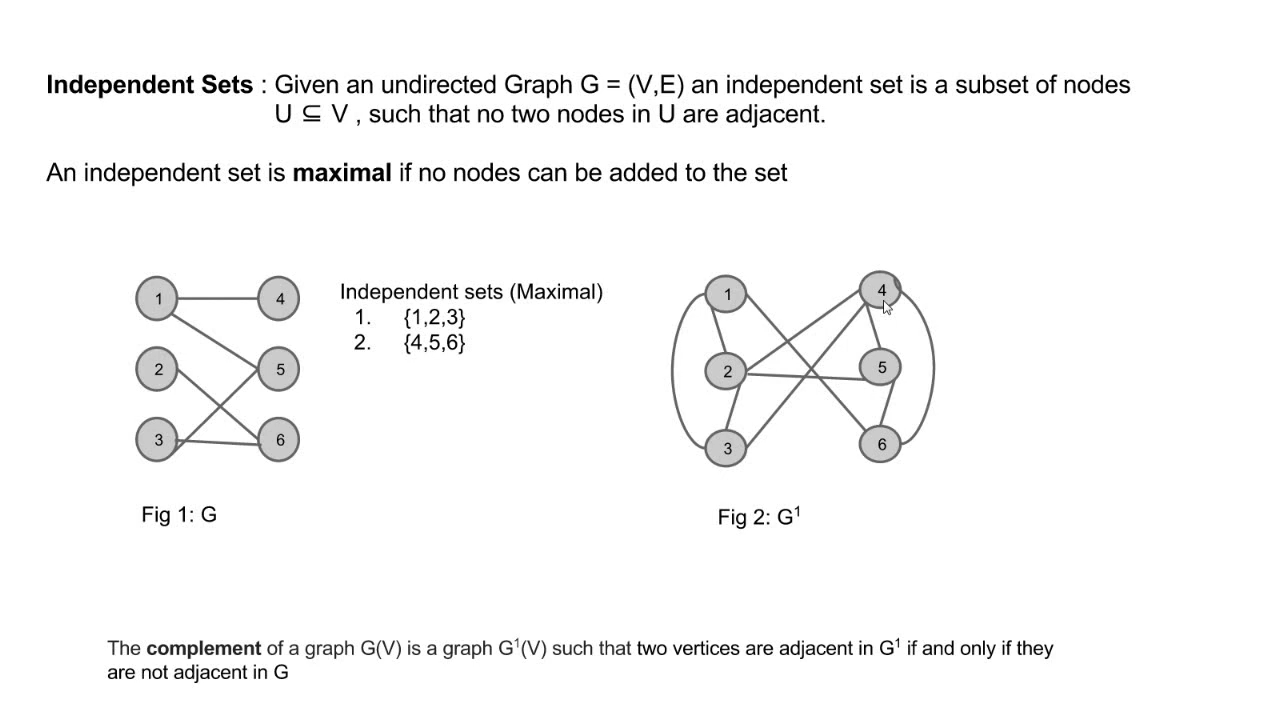 Independent Sets : Given an undirected Graph G = (V,E) an independent set is a subset of nodes
U ⊆ V , such that no two nodes in U are adjacent.
An independent set is maximal if no nodes can be added to the set
1
4
2
5
3
6
Independent sets (Maximal)
1. {1,2,3}
2. {4,5,6}
1
4
2
5
3
6
Fig 1: G
Fig 2: G¹
The complement of a graph G(V) is a graph G¹(V) such that two vertices are adjacent in G¹ if and only if they
are not adjacent in G